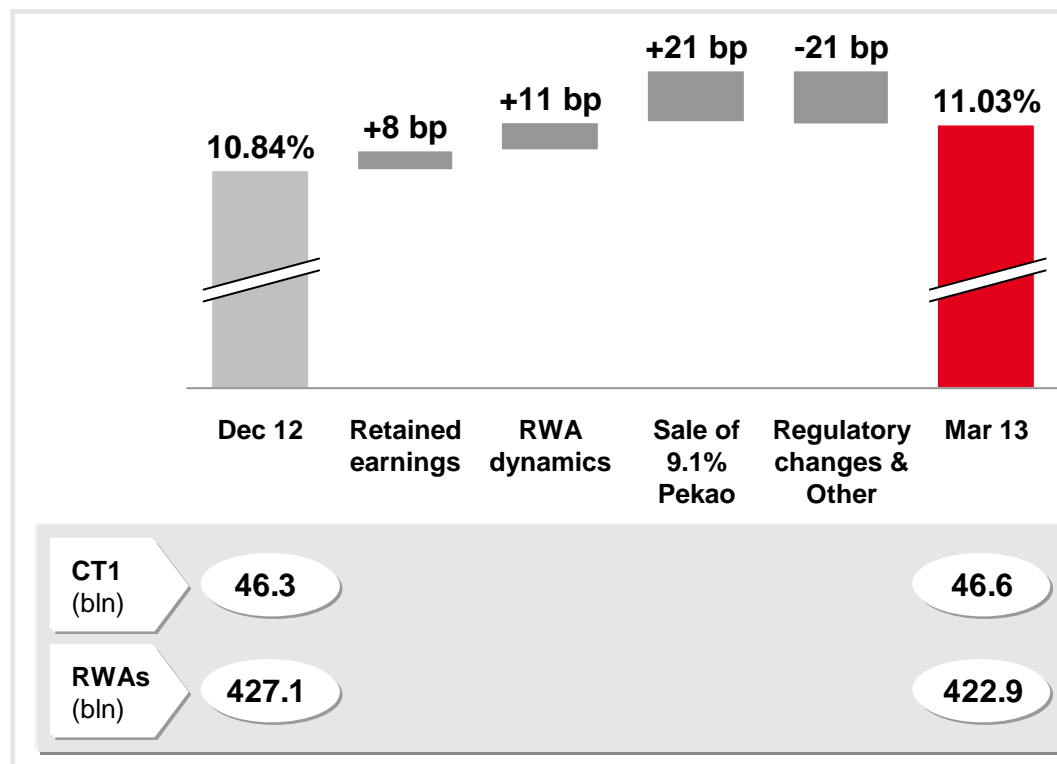 +21 bp
-21 bp
+11 bp
11.03%
+8 bp
10.84%
Dec 12
Retained
earnings
RWA
dynamics
Sale of
9.1%
Pekao
Regulatory
changes &
Other
Mar 13
CT1
(bln)
46.3
46.6
RWAs
(bln)
427.1
422.9